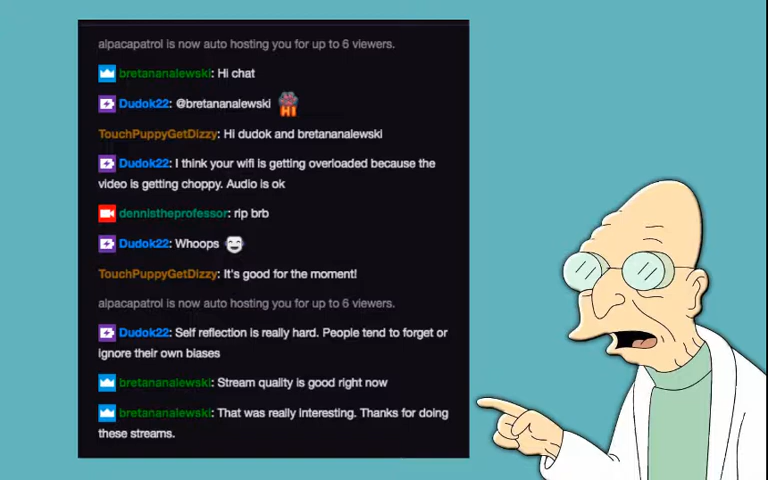 alpacapatrol is now auto hosting you for up to 6 viewers.
bretananalewski: Hi chat
Dudok22: @bretananalewski HI
TouchPuppyGetDizzy: Hi dudok and bretananalewski
Dudok22: I think your wifi is getting overloaded because the
video is getting choppy. Audio is ok
dennistheprofessor: rip brb
Dudok22: Whoops
TouchPuppyGetDizzy: It's good for the moment!
alpacapatrol is now auto hosting you for up to 6 viewers.
Dudok22: Self reflection is really hard. People tend to forget or
ignore their own biases
bretananalewski: Stream quality is good right now
bretananalewski: That was really interesting. Thanks for doing
these streams.